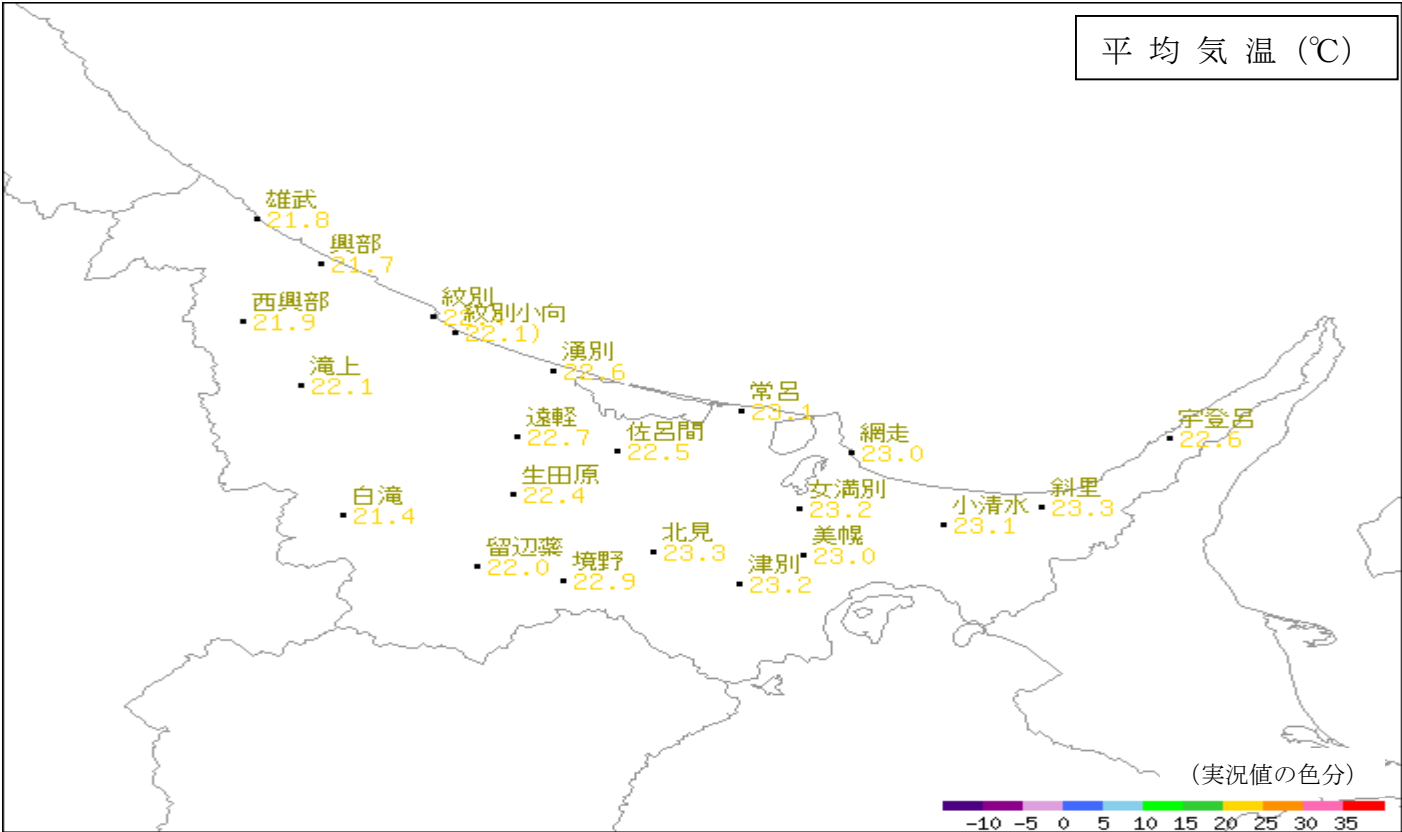 平均気温(℃)
雄武
21.8
興部
21.7
西興部
21.9
紋別
紋別小向
22.1)
滝上
22.1
湧別
22.6
常呂
23.1
遠軽
22.7
佐呂間
22.5
網走
23.0
宇登呂
22.6
生田原
22.4
白滝
21.4
女満別
23.2
小清水
23.1
斜里
23.3
北見
23.3
美幌
23.0
留辺蘂
22.0
境野
22.9
津別
23.2
(実況値の色分)
-10 -5 0 5 10 15 20 25 30 35